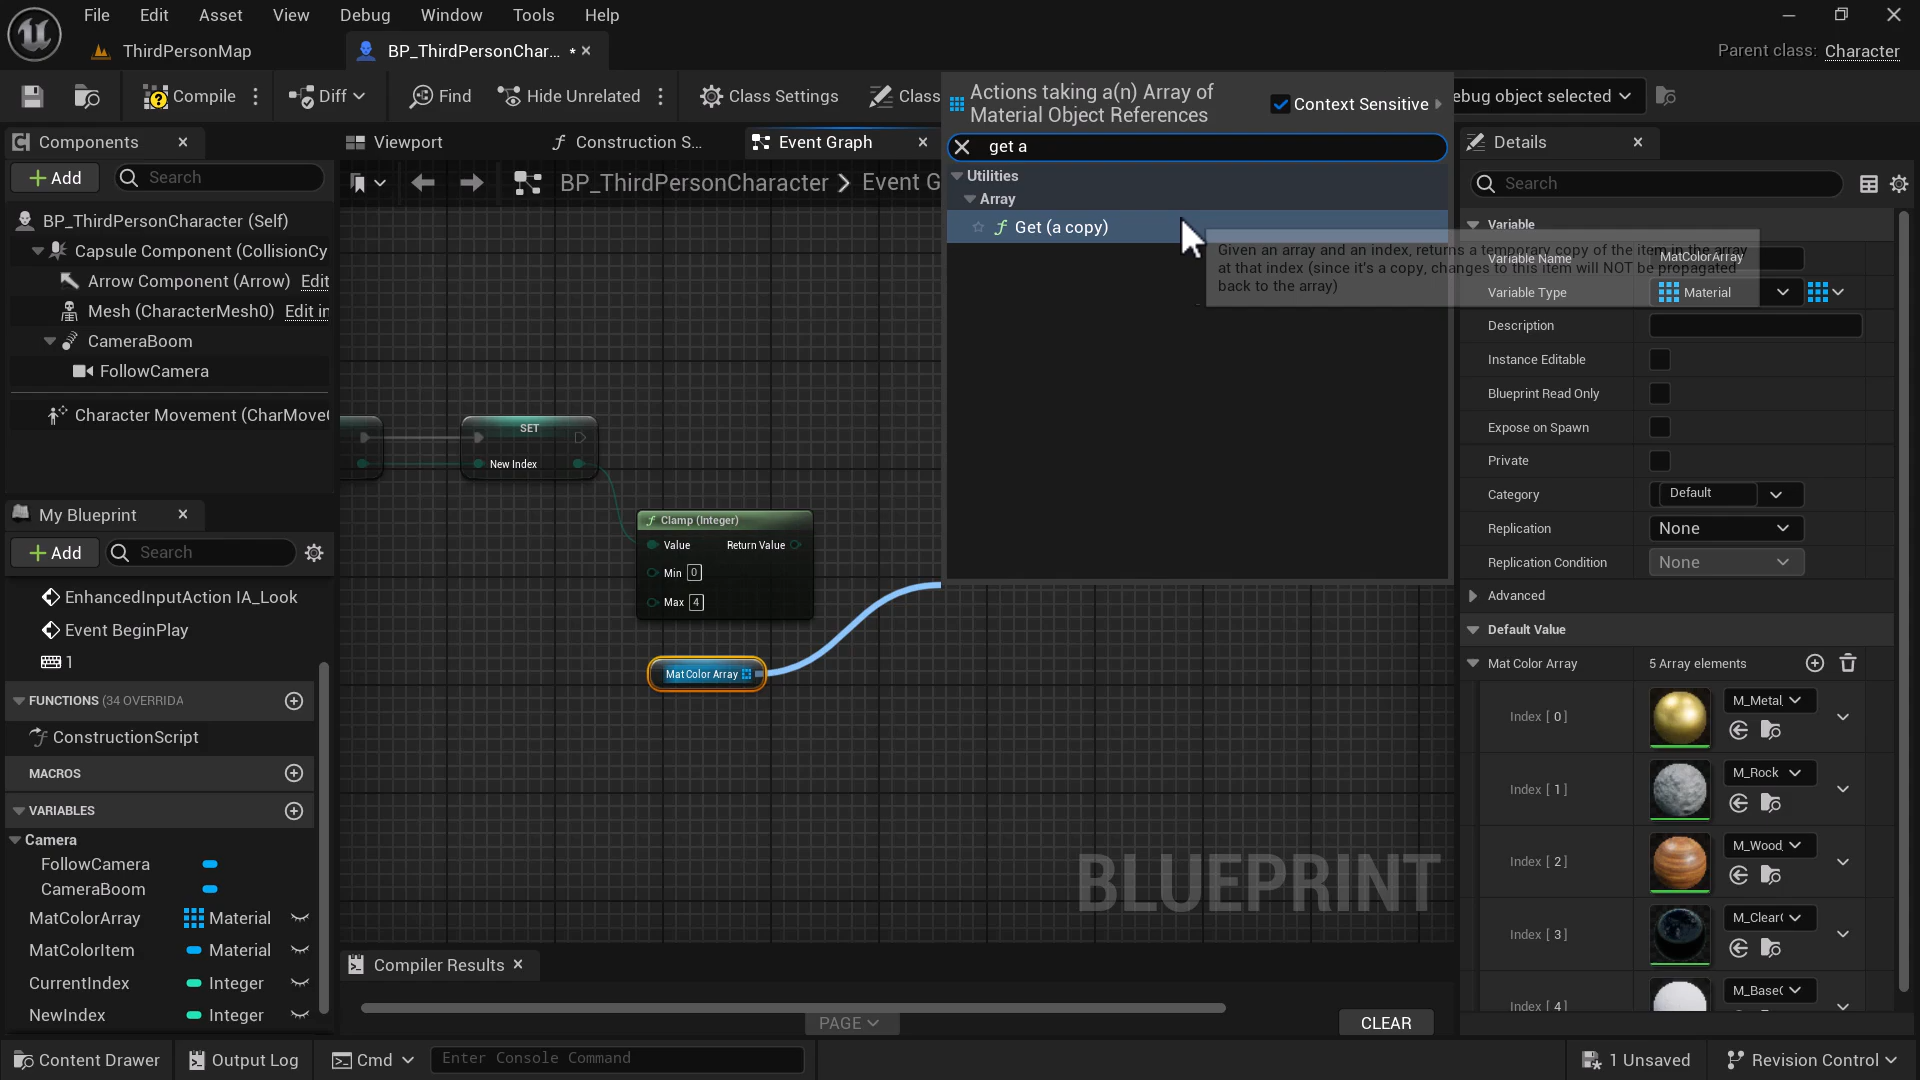 File Edit Asset View Debug Window Tools Help
ThirdPersonMap
BP_ThirdPersonChar... *
Parent class: Character
Compile
Diff
Find
Hide Unrelated
Class Settings
Class
ebug object selected
Components
Add
Search
BP_ThirdPersonCharacter (Self)
Capsule Component (CollisionCy
Arrow Component (Arrow) Edit
Mesh (CharacterMesh0) Edit in
CameraBoom
FollowCamera
Character Movement (CharMove
My Blueprint
Add
Search
EnhancedInputAction IA_Look
Event BeginPlay
1
FUNCTIONS (34 OVERRIDA
ConstructionScript
MACROS
VARIABLES
Camera
FollowCamera
CameraBoom
MatColorArray Material
MatColorItem Material
CurrentIndex Integer
NewIndex Integer
Viewport
Construction S...
Event Graph
BP_ThirdPersonCharacter > Event G
SET
New Index
Clamp (Integer)
Value Return Value
Min 0
Max 4
Mat Color Array
Actions taking a(n) Array of
Material Object References
Context Sensitive
get a
Utilities
Array
Get (a copy)
Given an array and an index, returns a temporary copy of the item in the array
at that index (since it's a copy, changes to this item will NOT be propagated
back to the array)
BLUEPRINT
Compiler Results
PAGE
CLEAR
Details
Search
Variable
Variable Name MatColorArray
Variable Type Material
Description
Instance Editable
Blueprint Read Only
Expose on Spawn
Private
Category Default
Replication None
Replication Condition None
Advanced
Default Value
Mat Color Array 5 Array elements
Index [ 0 ] M_Metal_
Index [ 1 ] M_Rock
Index [ 2 ] M_Wood_
Index [ 3 ] M_Clear
Index [ 4 ] M_Base
Content Drawer
Output Log
Cmd
Enter Console Command
1 Unsaved
Revision Control